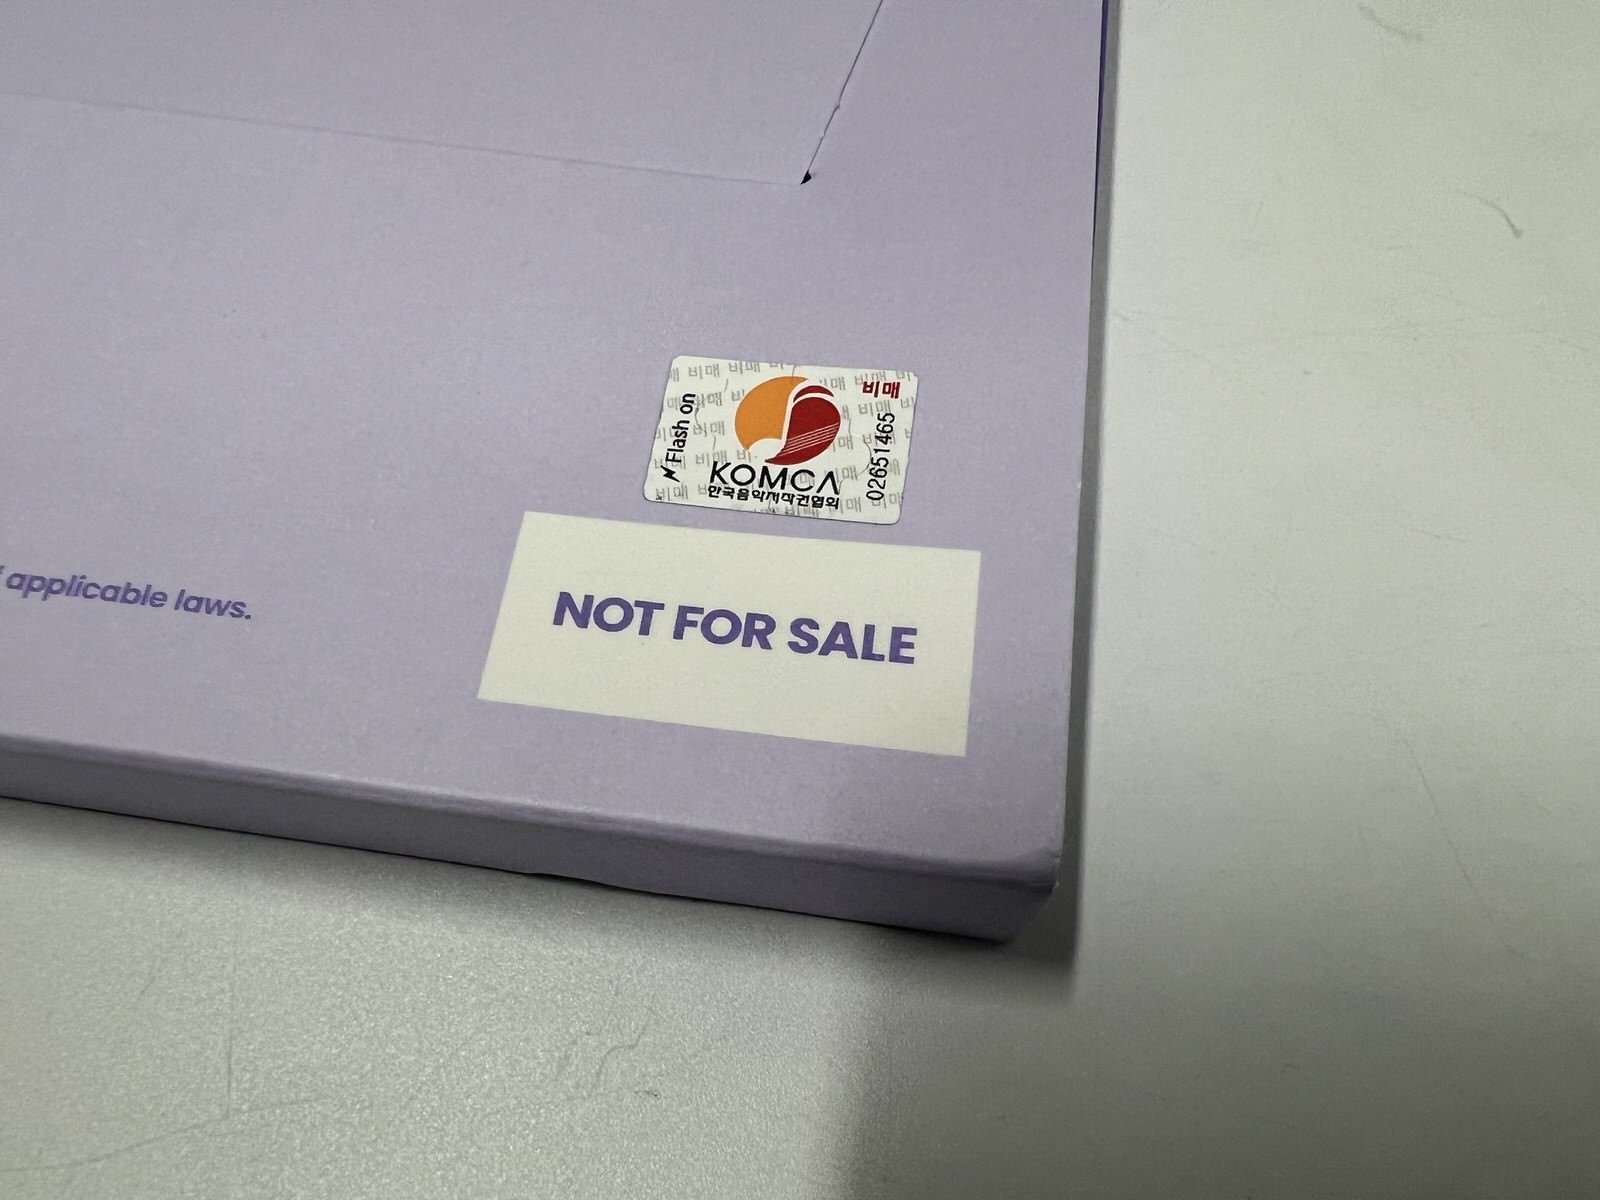 비매
Flash on
02651465
KOMCA
한국음악저작권협회
applicable laws.
NOT FOR SALE